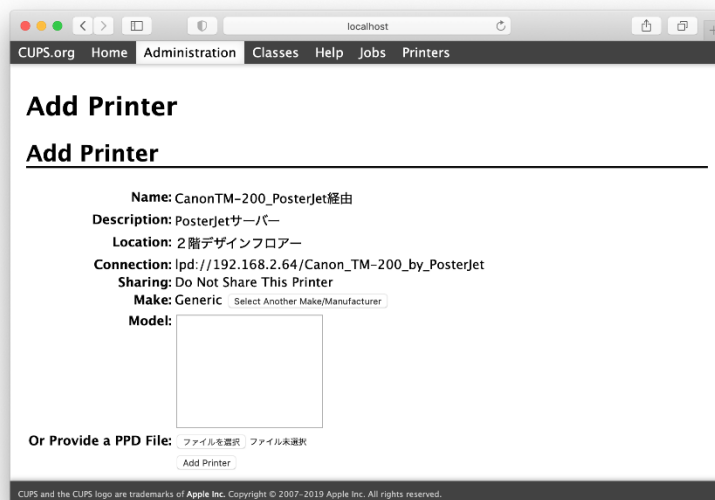 localhost
CUPS.org Home Administration Classes Help Jobs Printers
Add Printer
Add Printer
Name: CanonTM-200_PosterJet経由
Description: PosterJetサーバー
Location: ２階デザインフロアー
Connection: lpd://192.168.2.64/Canon_TM-200_by_PosterJet
Sharing: Do Not Share This Printer
Make: Generic Select Another Make/Manufacturer
Model:
Or Provide a PPD File: ファイルを選択 ファイル未選択
Add Printer
CUPS and the CUPS logo are trademarks of Apple Inc. Copyright © 2007-2019 Apple Inc. All rights reserved.